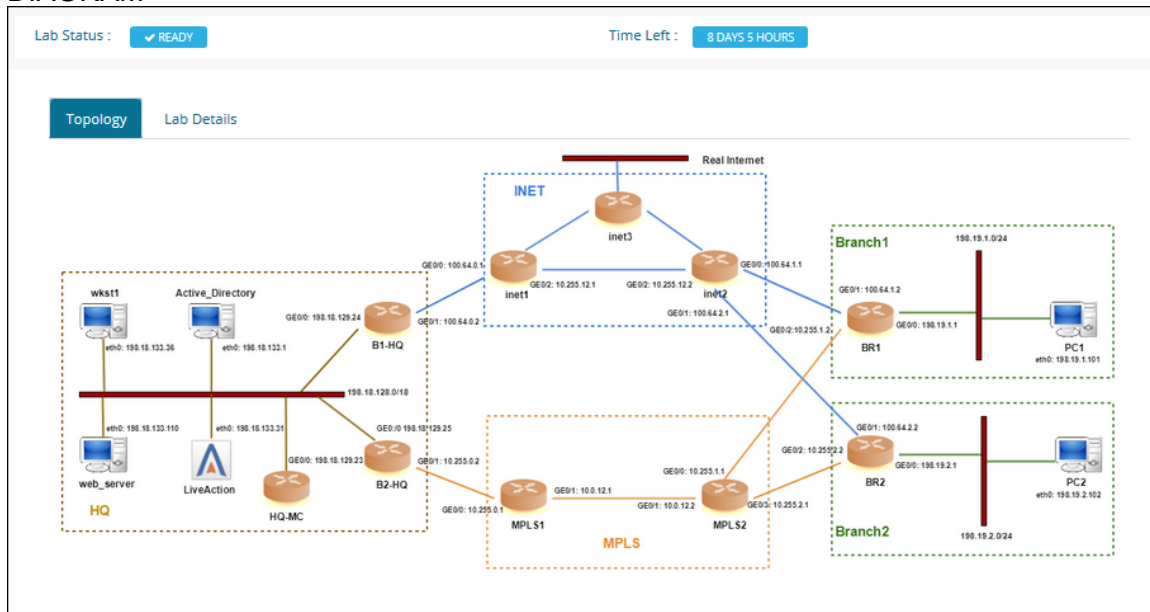 Lab Status :
READY
Time Left :
8 DAYS 5 HOURS
Topology
Lab Details
Real Internet
INET
inet3
GE0/0: 100.64.0.1
inet1
GE0/2: 10.255.12.1
GE0/2: 10.255.12.2
inet2
GE0/0: 100.64.1.1
GE0/1: 100.64.2.1
Branch1
198.19.1.0/24
GE0/1: 100.64.1.2
GE0/2:10.255.1.2
GE0/0: 198.19.1.1
BR1
PC1
eth0: 198.19.1.101
wkst1
Active_Directory
GE0/0: 198.18.129.24
GE0/1: 100.64.0.2
B1-HQ
eth0: 198.18.133.36
eth0: 198.18.133.1
198.18.128.0/18
eth0: 198.18.133.110
eth0: 198.18.133.31
GE0:/0 198.18.129.25
GE0/0: 198.18.129.23
GE0/1: 10.255.0.2
web_server
LiveAction
HQ-MC
B2-HQ
HQ
GE0/0: 10.255.0.1
MPLS1
GE0/1: 10.0.12.1
GE0/1: 10.0.12.2
GE0/0: 10.255.1.1
MPLS2
GE0/3: 10.255.2.1
MPLS
GE0/1: 100.64.2.2
GE0/2: 10.255.2.2
BR2
GE0/0: 198.19.2.1
PC2
eth0: 198.19.2.102
Branch2
198.19.2.0/24